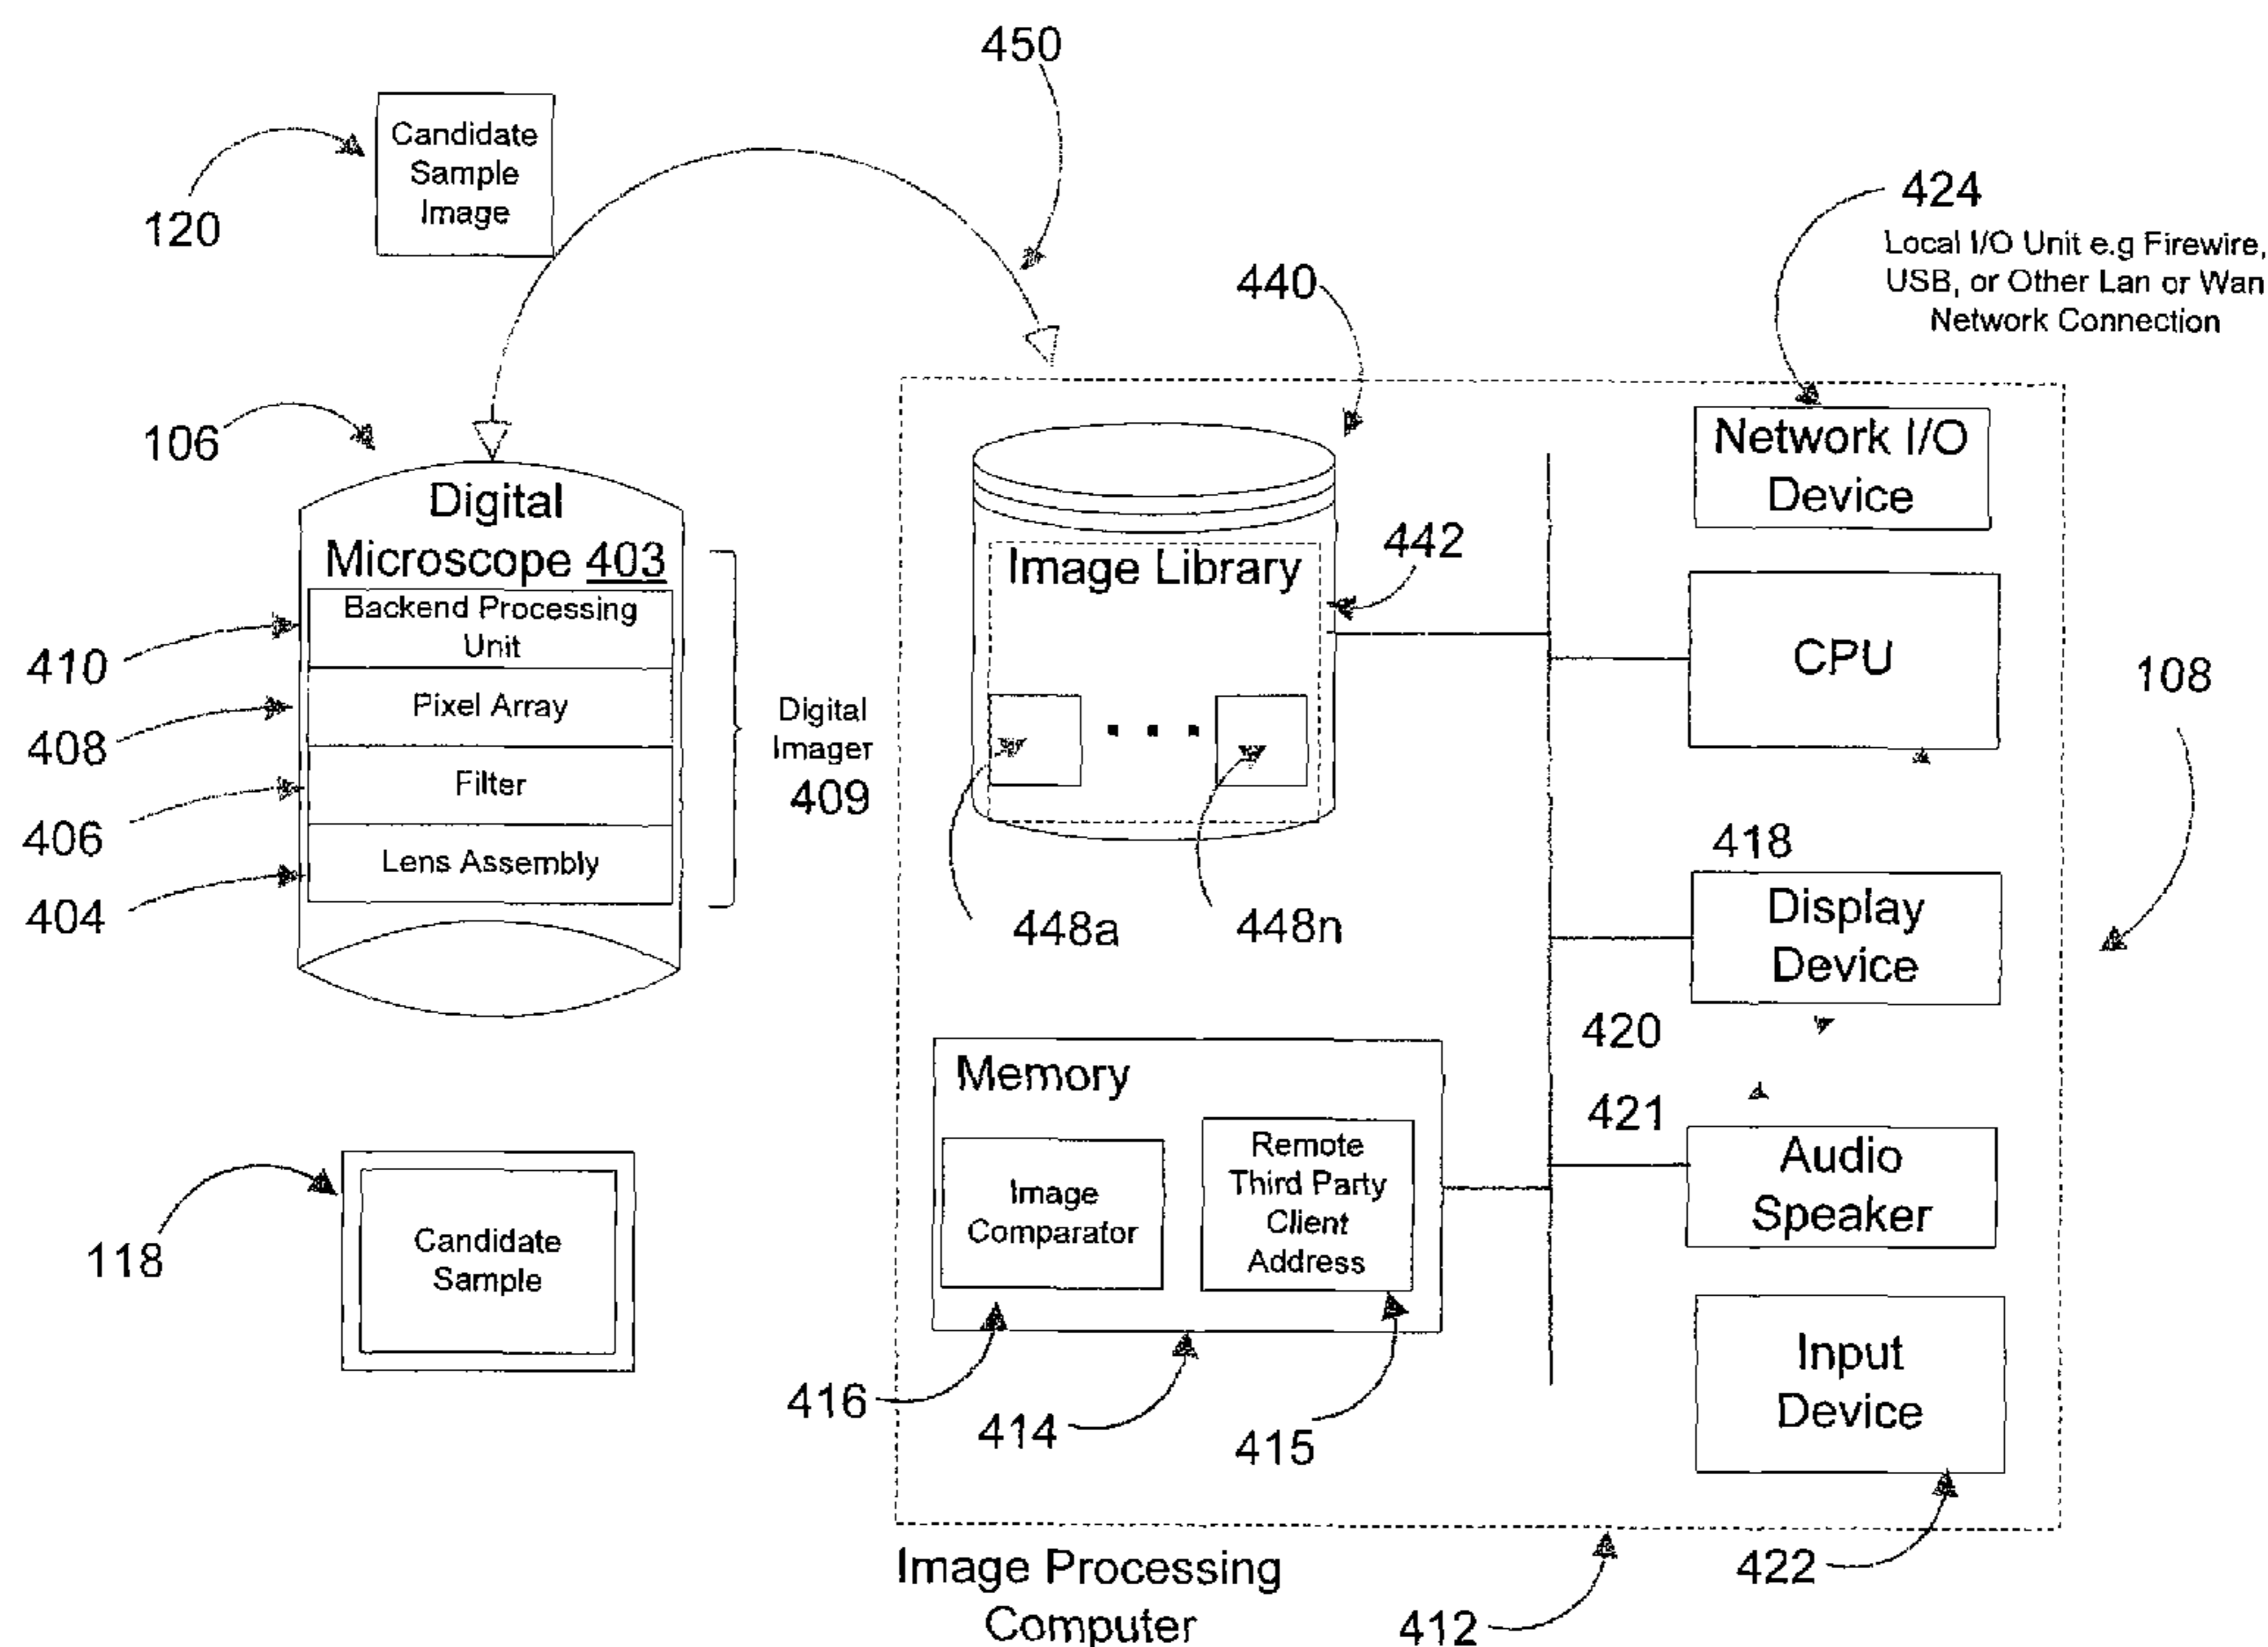 450
120
Candidate
Sample
Image
424
Local I/O Unit e.g Firewire,
USB, or Other Lan or Wan
Network Connection
440
106
Digital
Microscope 403
Backend Processing
Unit
Pixel Array
Filter
Lens Assembly
410
408
406
404
Digital
Imager
409
118
Candidate
Sample
Image Library
442
448a
448n
Network I/O
Device
CPU
108
418
Display
Device
420
421
Audio
Speaker
Input
Device
422
Memory
Image
Comparator
Remote
Third Party
Client
Address
416
414
415
Image Processing
Computer
412